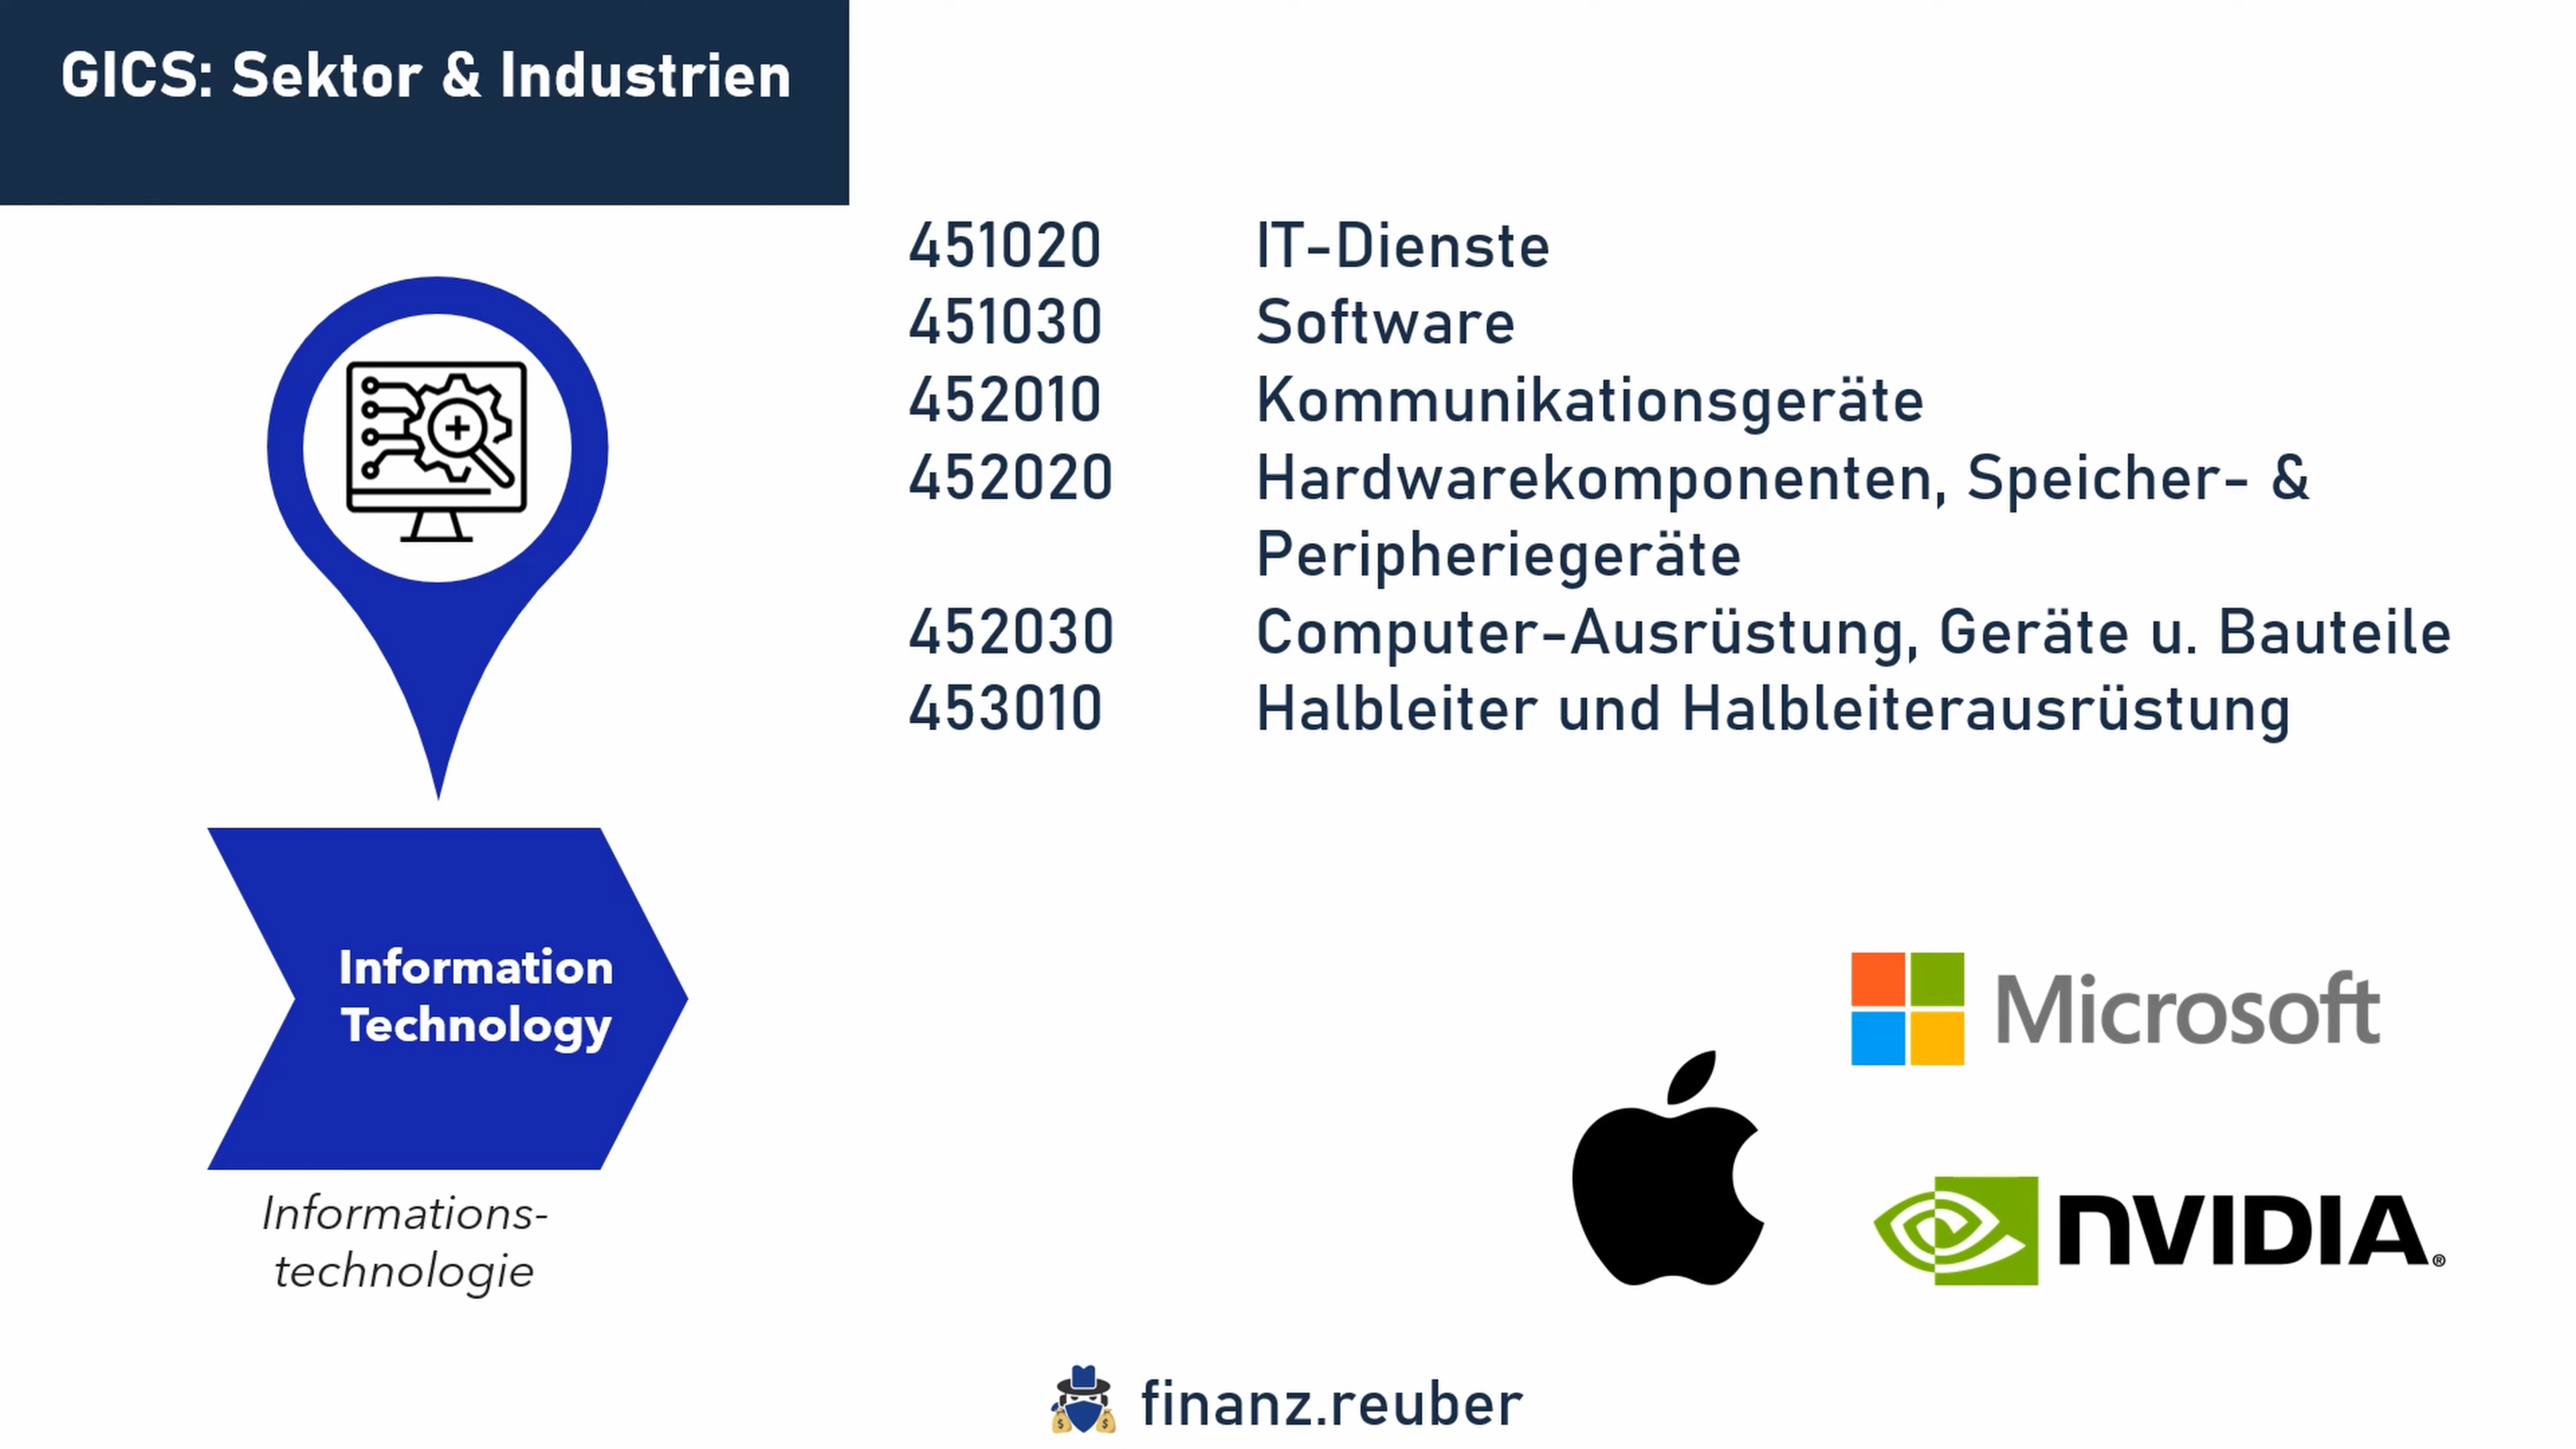 GICS: Sektor & Industrien
451020 IT-Dienste
451030 Software
452010 Kommunikationsgeräte
452020 Hardwarekomponenten, Speicher- &
Peripheriegeräte
452030 Computer-Ausrüstung, Geräte u. Bauteile
453010 Halbleiter und Halbleiterausrüstung
Information
Technology
Informations-
technologie
Microsoft
NVIDIA®
finanz.reuber